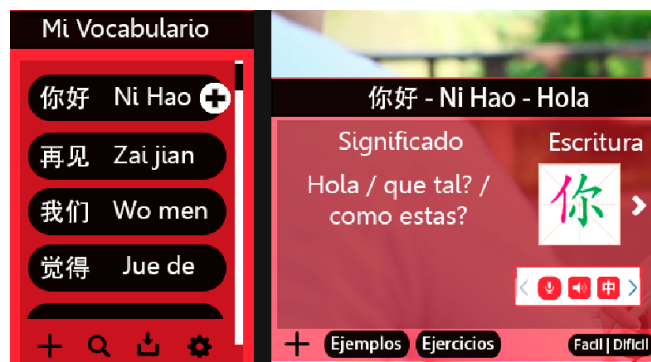 Mi Vocabulario
你好 Ni Hao
再见 Zai jian
我们 Wo men
觉得 Jue de
你好 - Ni Hao - Hola
Significado
Hola / que tal? /
como estas?
Escritura
你
中
Ejemplos
Ejercicios
Facil | Dificil